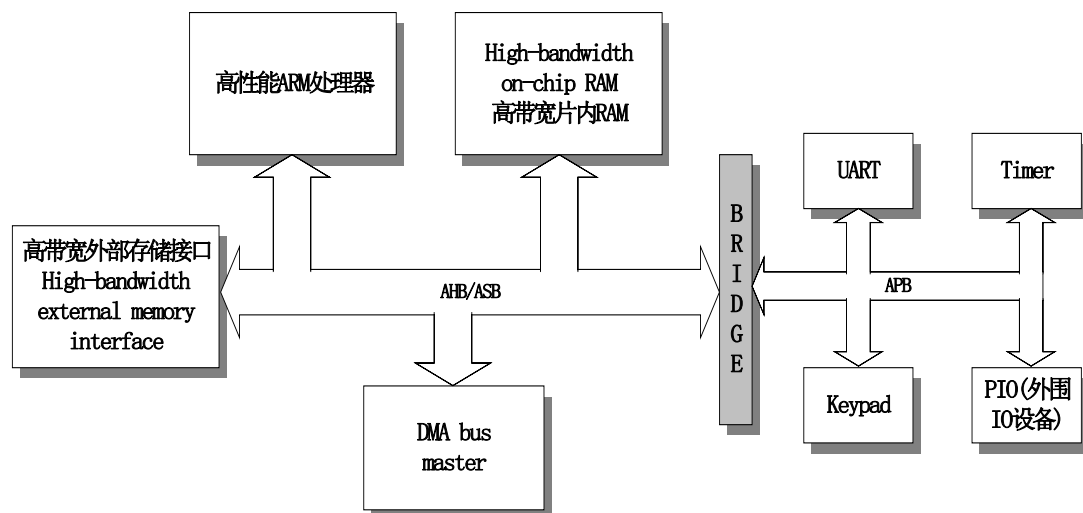 高性能ARM处理器
High-bandwidth
on-chip RAM
高带宽片内RAM
UART
Timer
B
R
I
D
G
E
高带宽外部存储接口
High-bandwidth
external memory
interface
AHB/ASB
APB
DMA bus
master
Keypad
PIO(外围
IO设备)